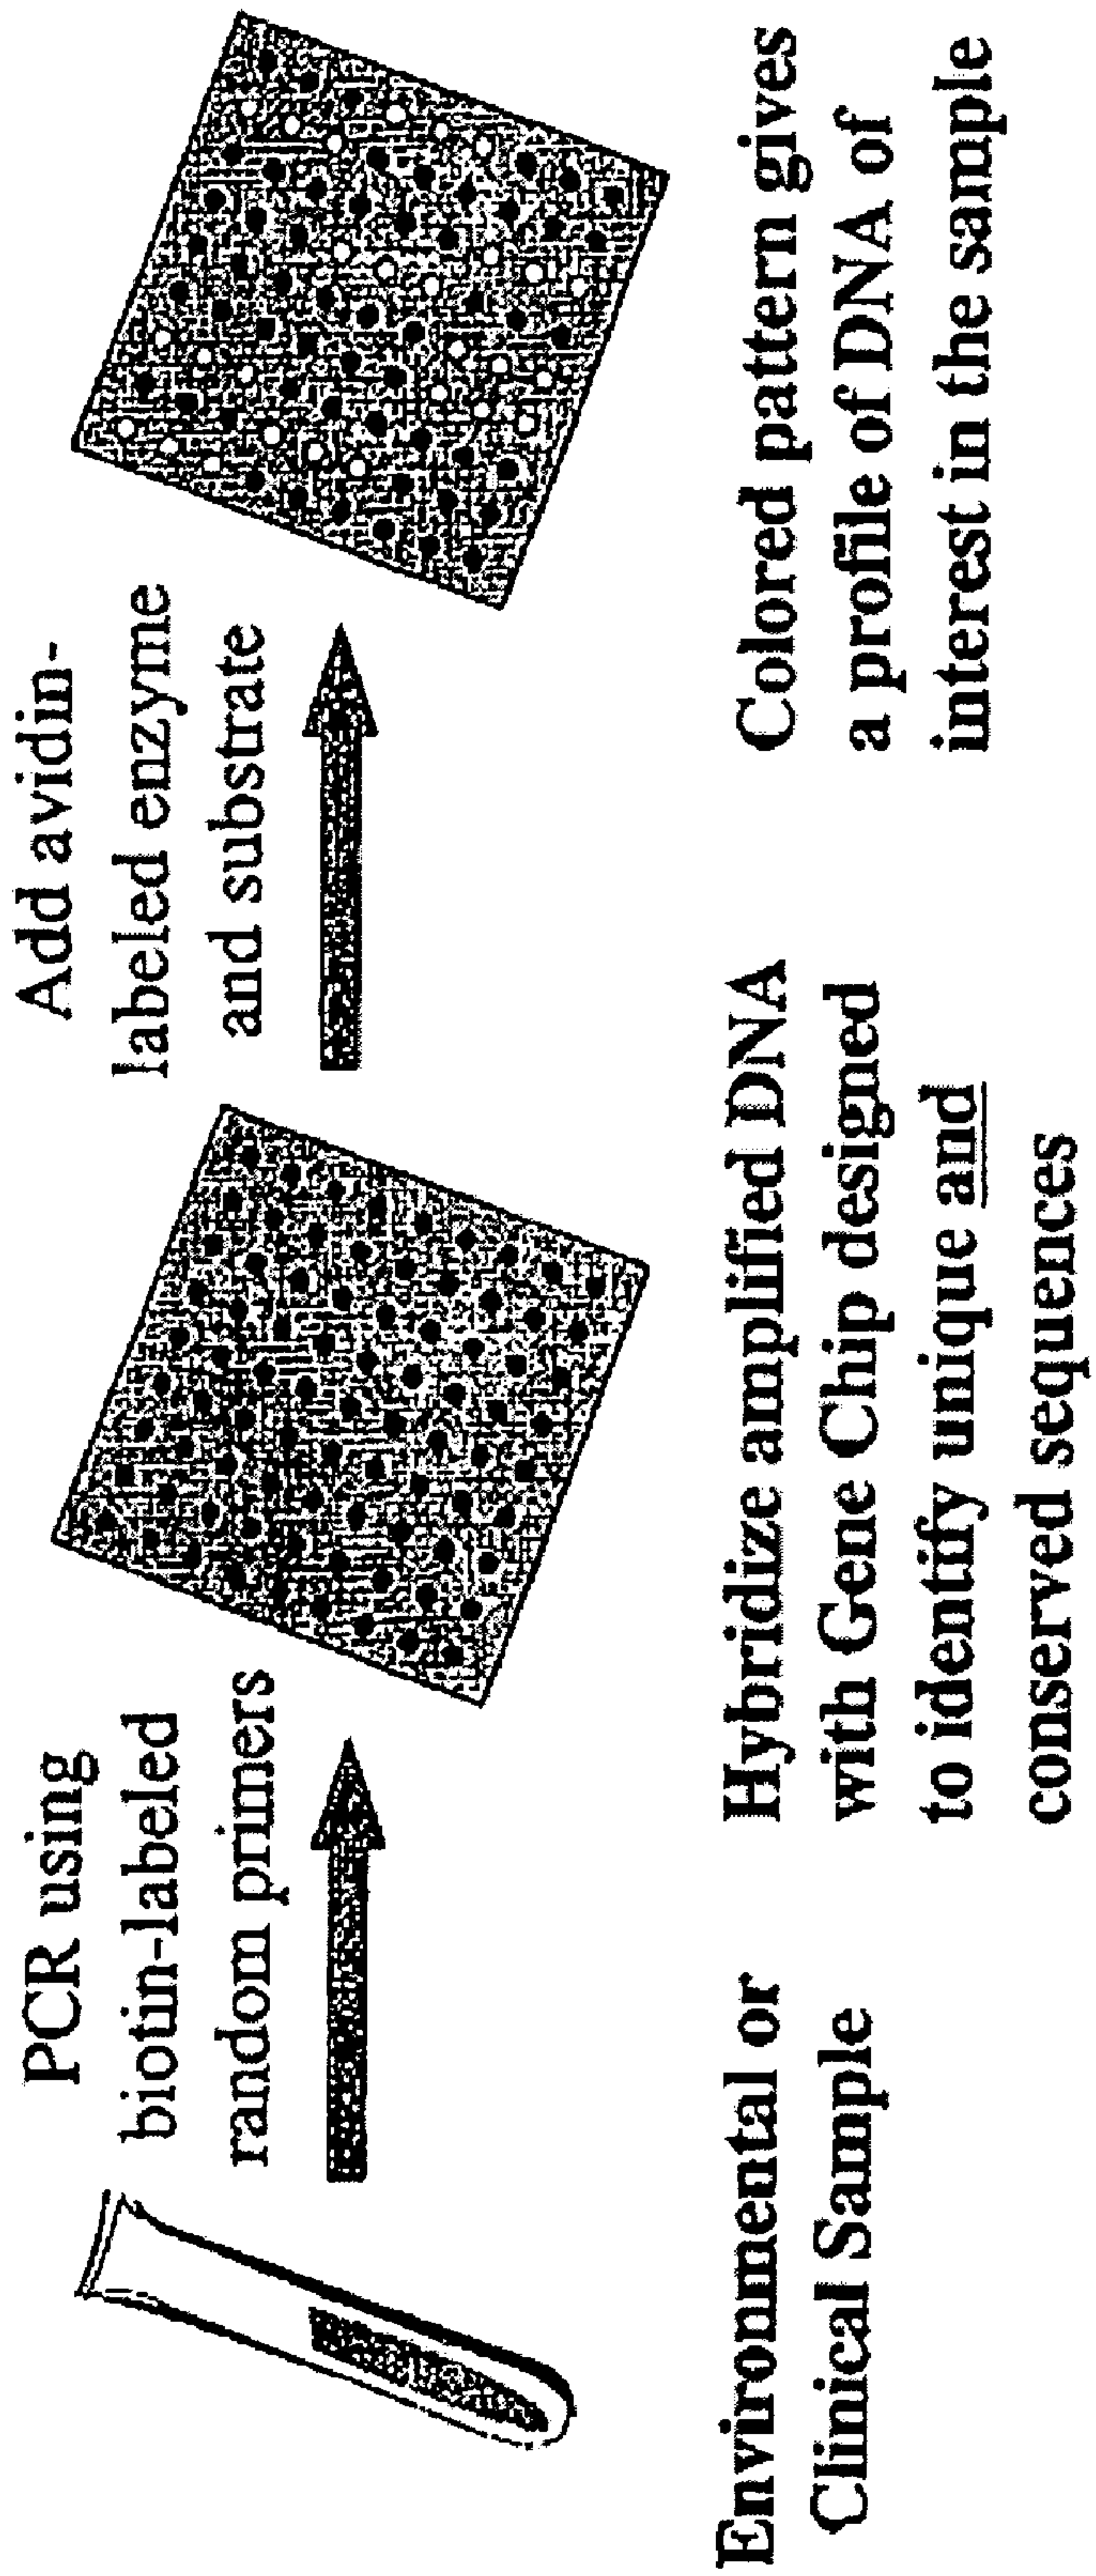 PCR using
biotin-labeled
random primers
Add avidin-
labeled enzyme
and substrate
Environmental or
Clinical Sample
Hybridize amplified DNA
with Gene Chip designed
to identify unique and
conserved sequences
Colored pattern gives
a profile of DNA of
interest in the sample